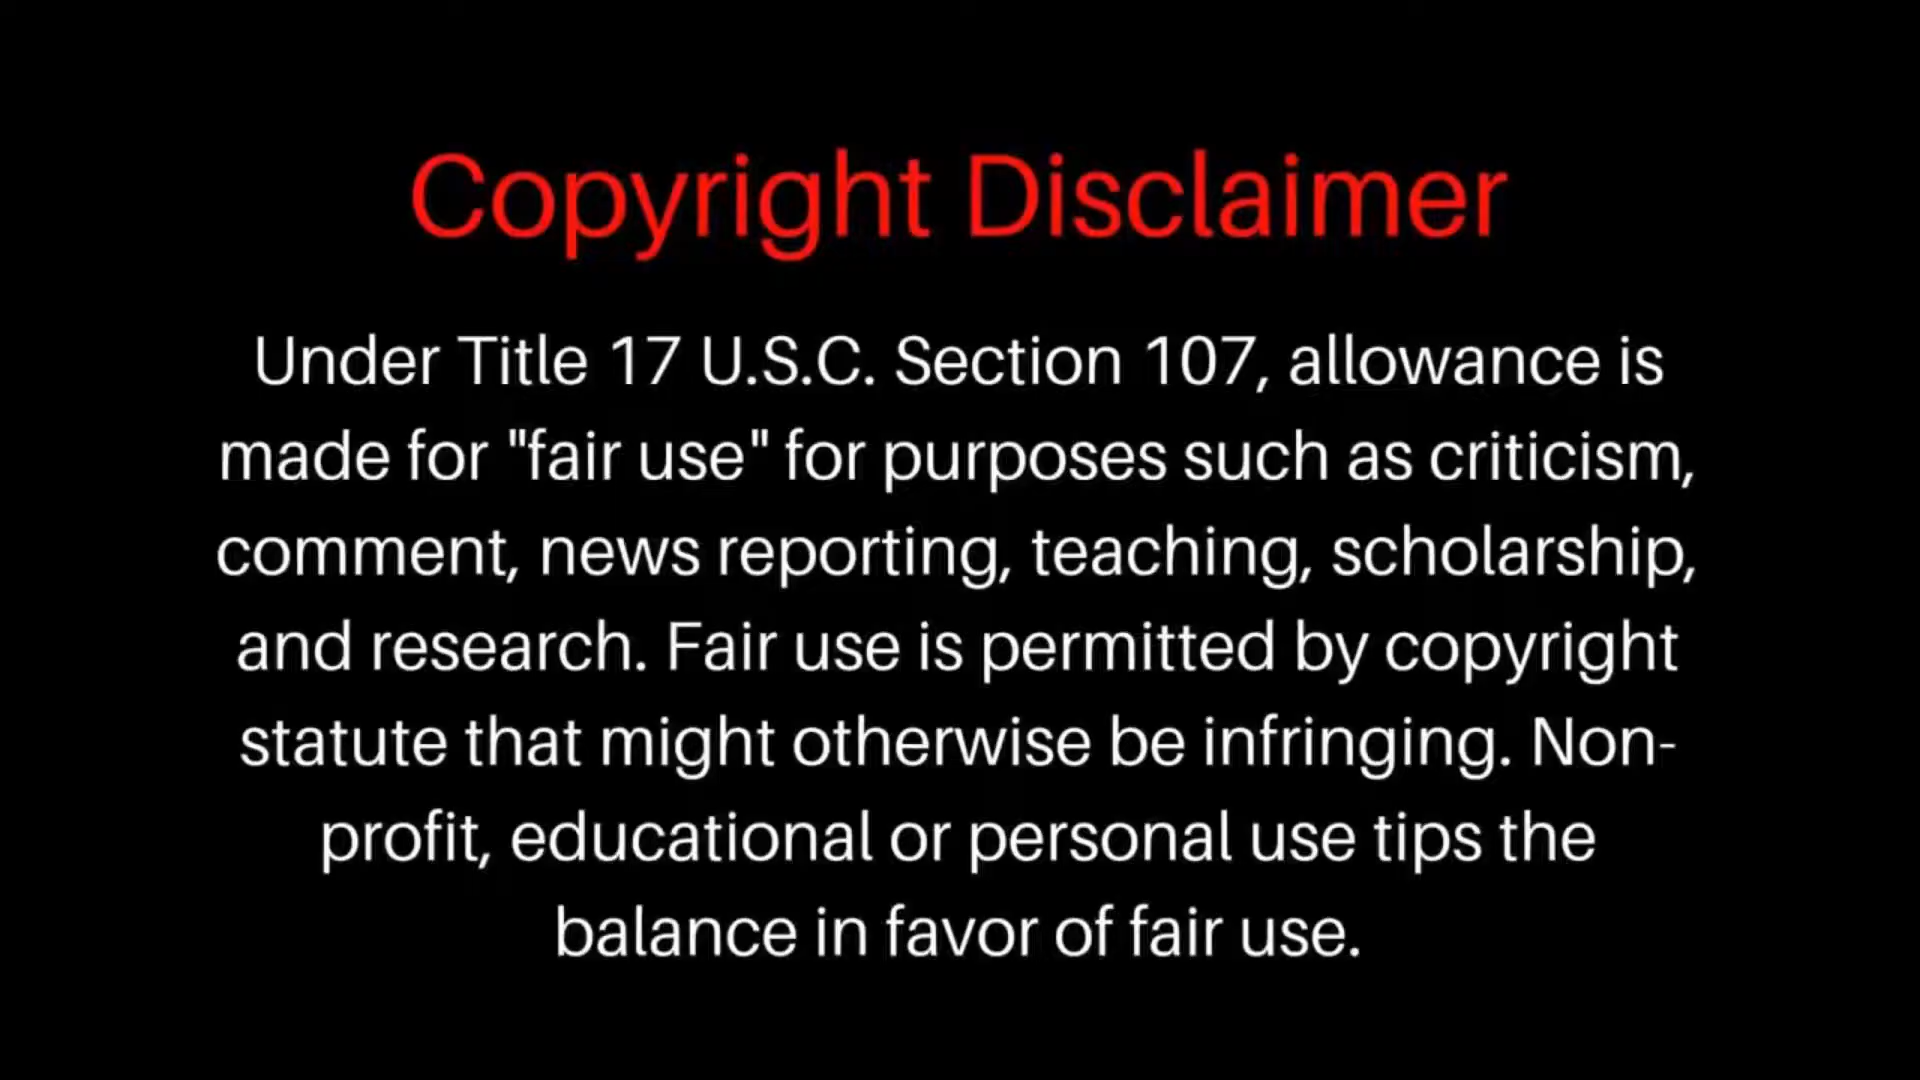 Copyright Disclaimer
Under Title 17 U.S.C. Section 107, allowance is
made for "fair use" for purposes such as criticism,
comment, news reporting, teaching, scholarship,
and research. Fair use is permitted by copyright
statute that might otherwise be infringing. Non-
profit, educational or personal use tips the
balance in favor of fair use.